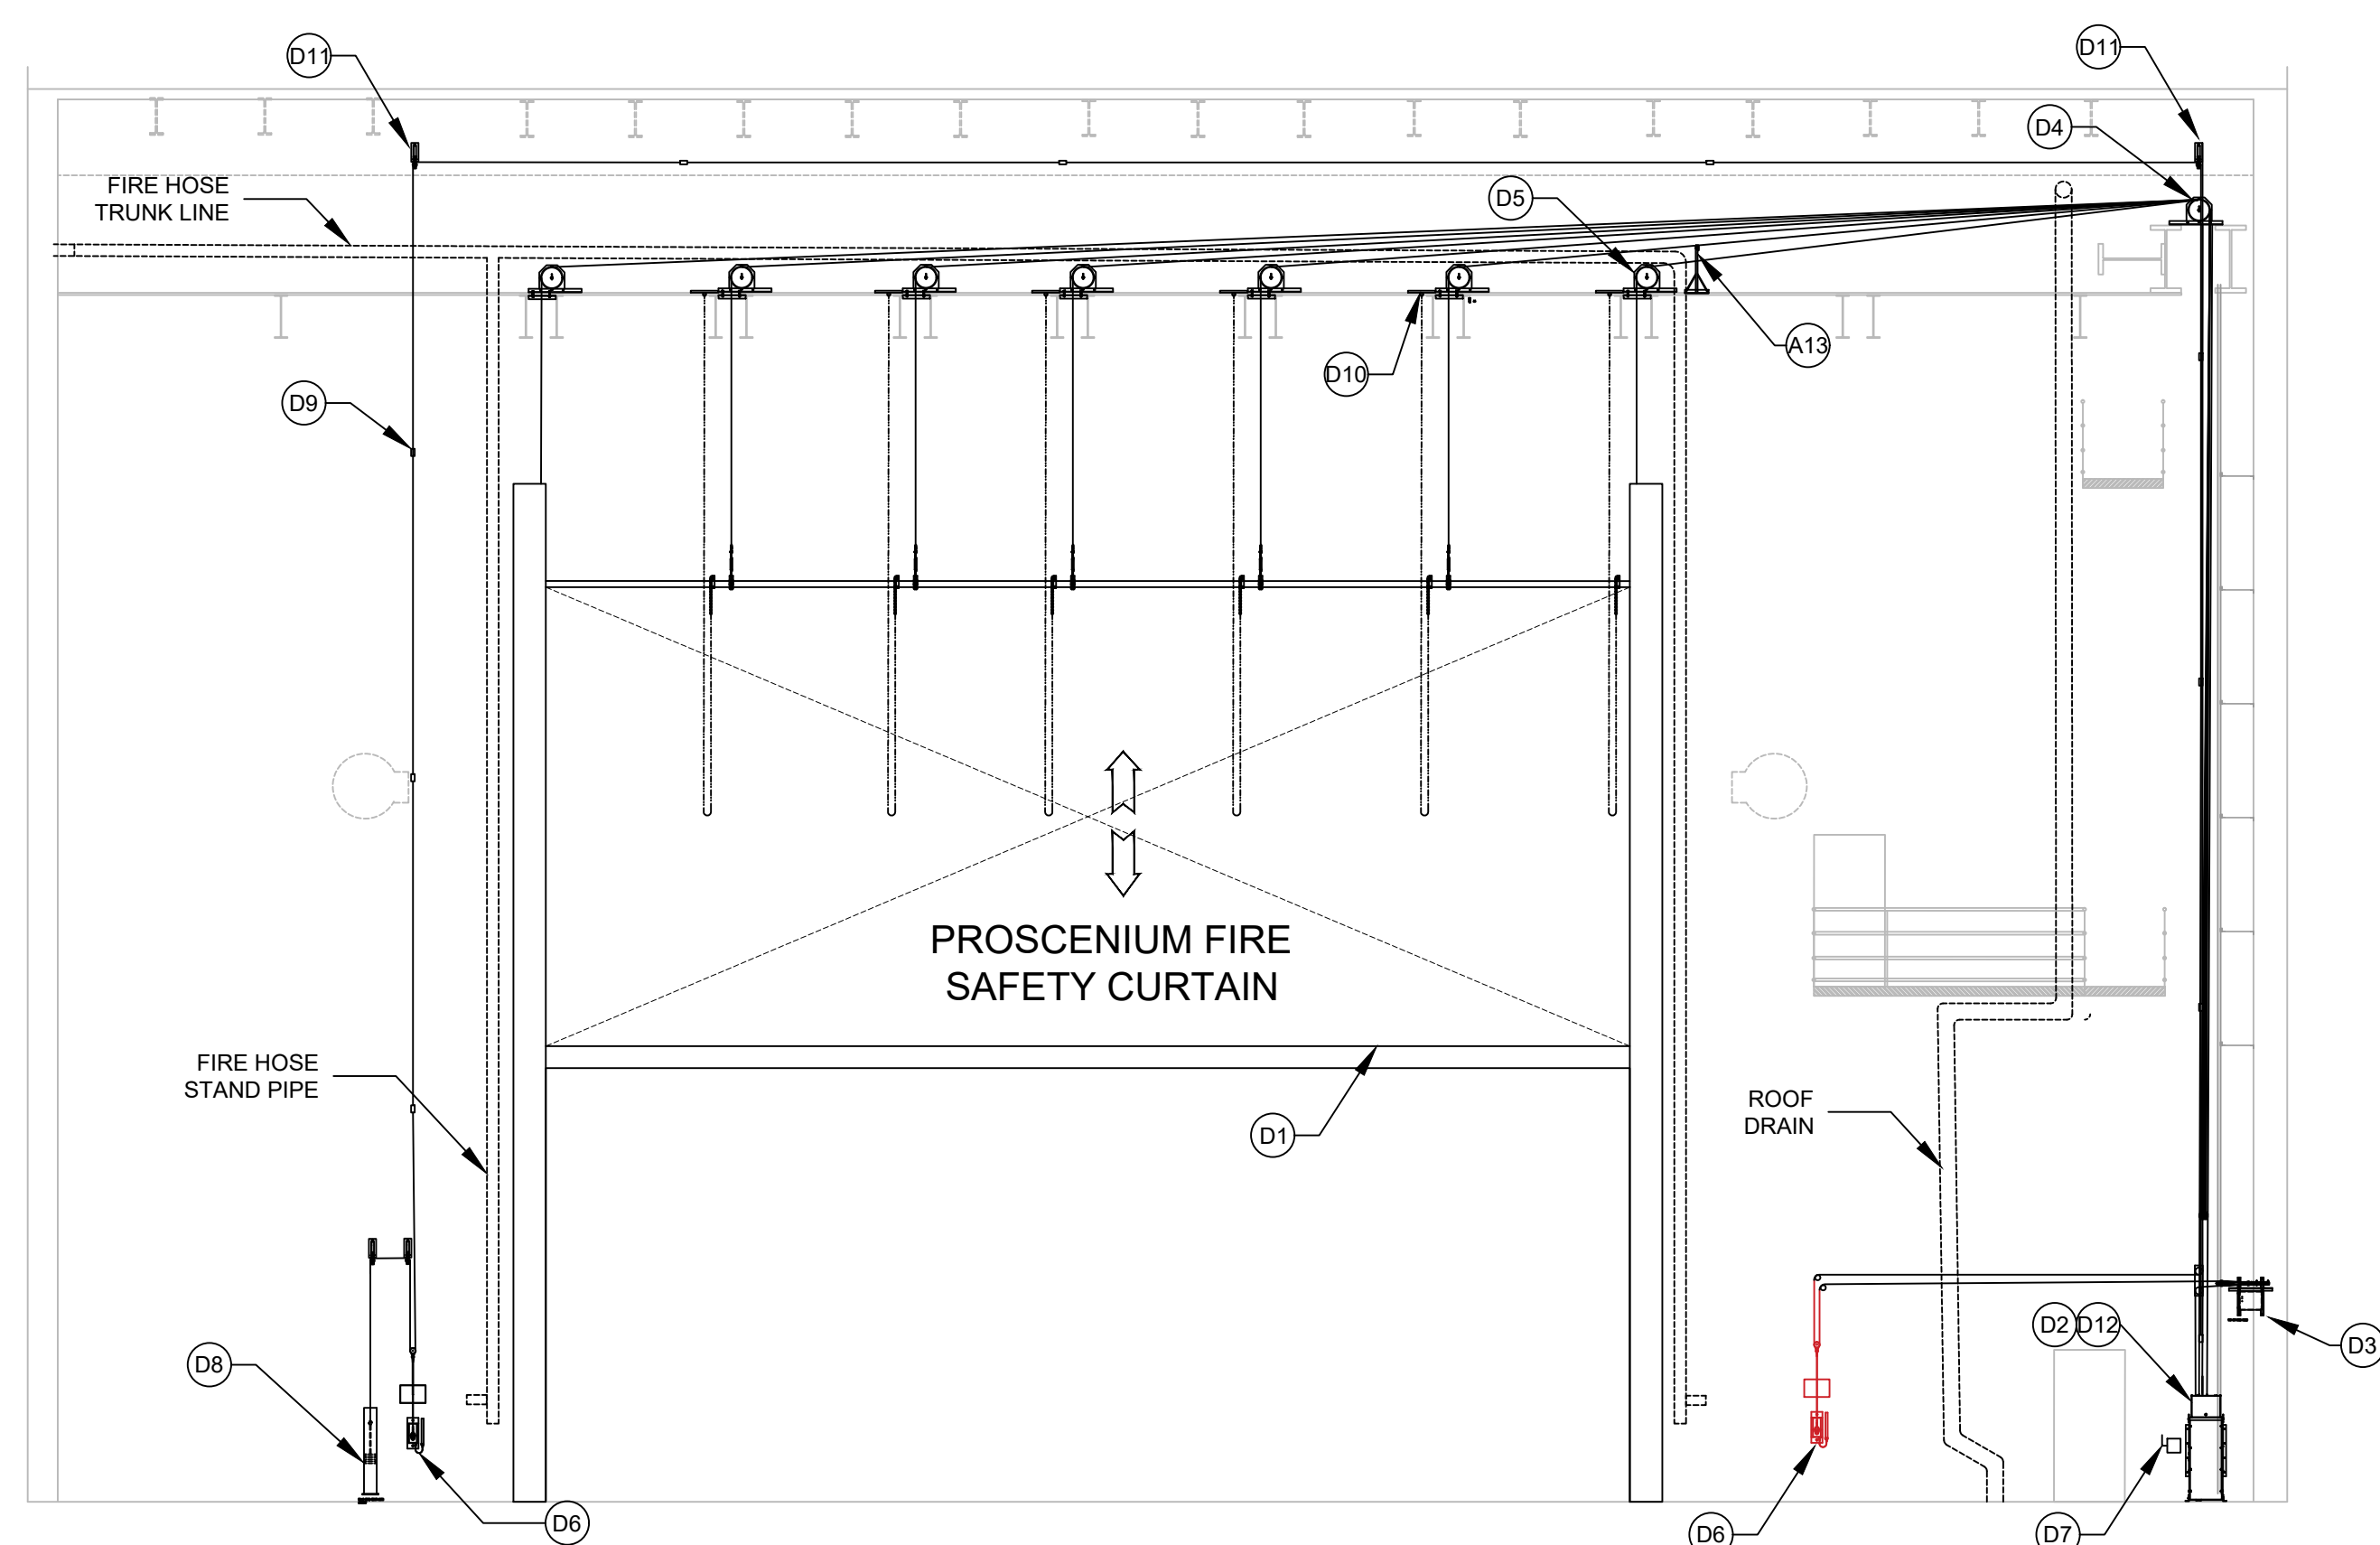 D11
D11
D4
FIRE HOSE
TRUNK LINE
D5
A13
D10
D9
PROSCENIUM FIRE
SAFETY CURTAIN
FIRE HOSE
STAND PIPE
ROOF
DRAIN
D1
D2
D12
D3
D8
D6
D6
D7